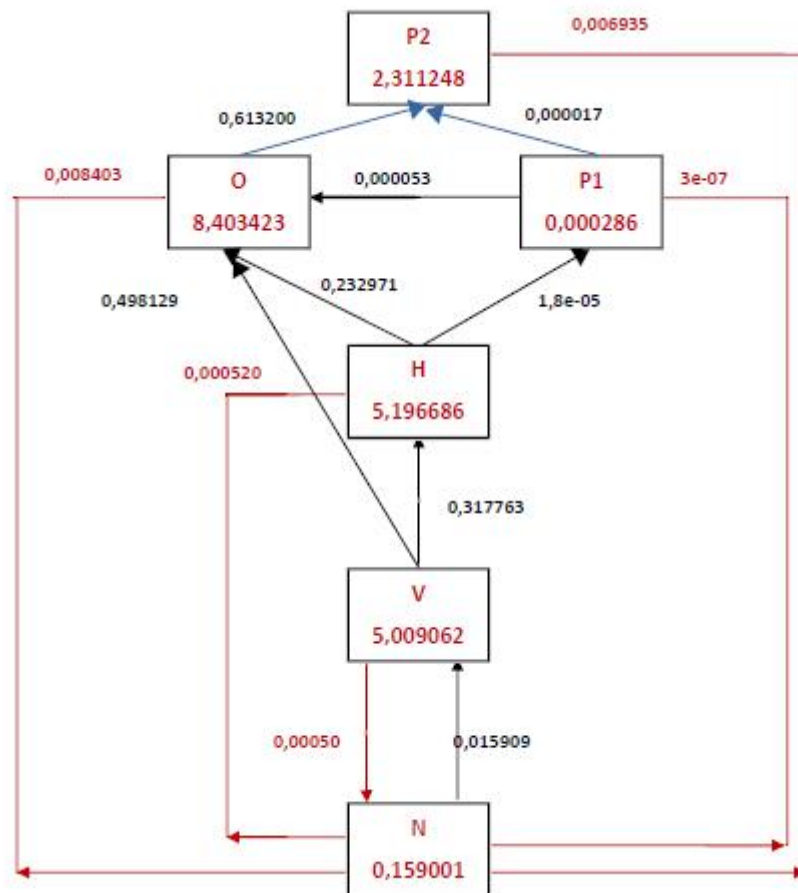 P2
2,311248
0,006935
0,613200
0,000017
0,008403
O
8,403423
0,000053
P1
0,000286
3e-07
0,498129
0,232971
1,8e-05
0,000520
H
5,196686
0,317763
V
5,009062
0,00050
0,015909
N
0,159001